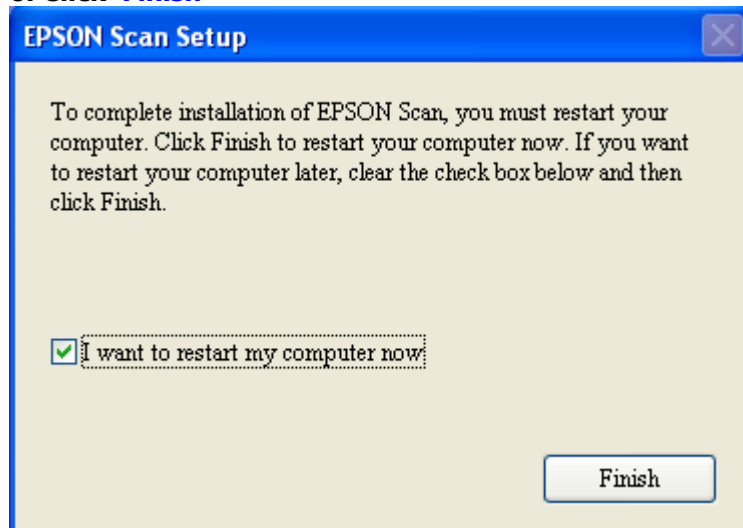 Click "Finish"
EPSON Scan Setup
To complete installation of EPSON Scan, you must restart your
computer. Click Finish to restart your computer now. If you want
to restart your computer later, clear the check box below and then
click Finish.
I want to restart my computer now
Finish